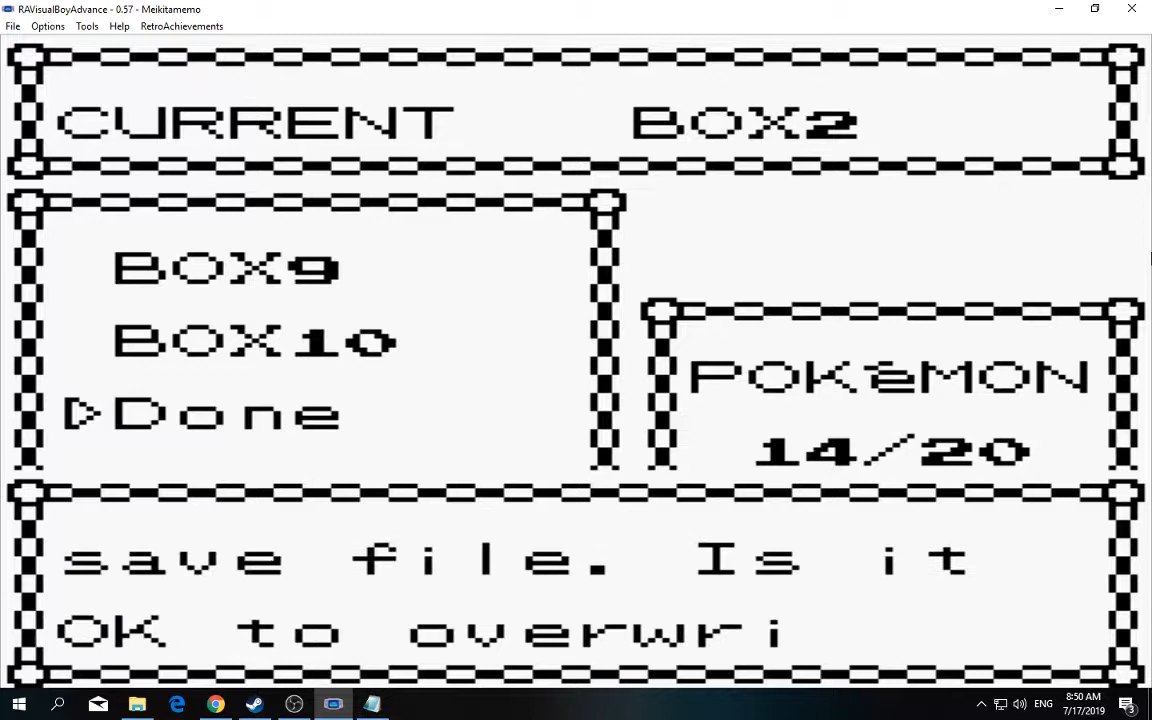 RAVisualBoyAdvance - 0.57 - Meikitamemo
File Options Tools Help RetroAchievements
CURRENT BOX2
BOX9
BOX10
Done
POKéMON
14/20
save file. Is it
OK to overwri
ENG
8:50 AM
7/17/2019
3